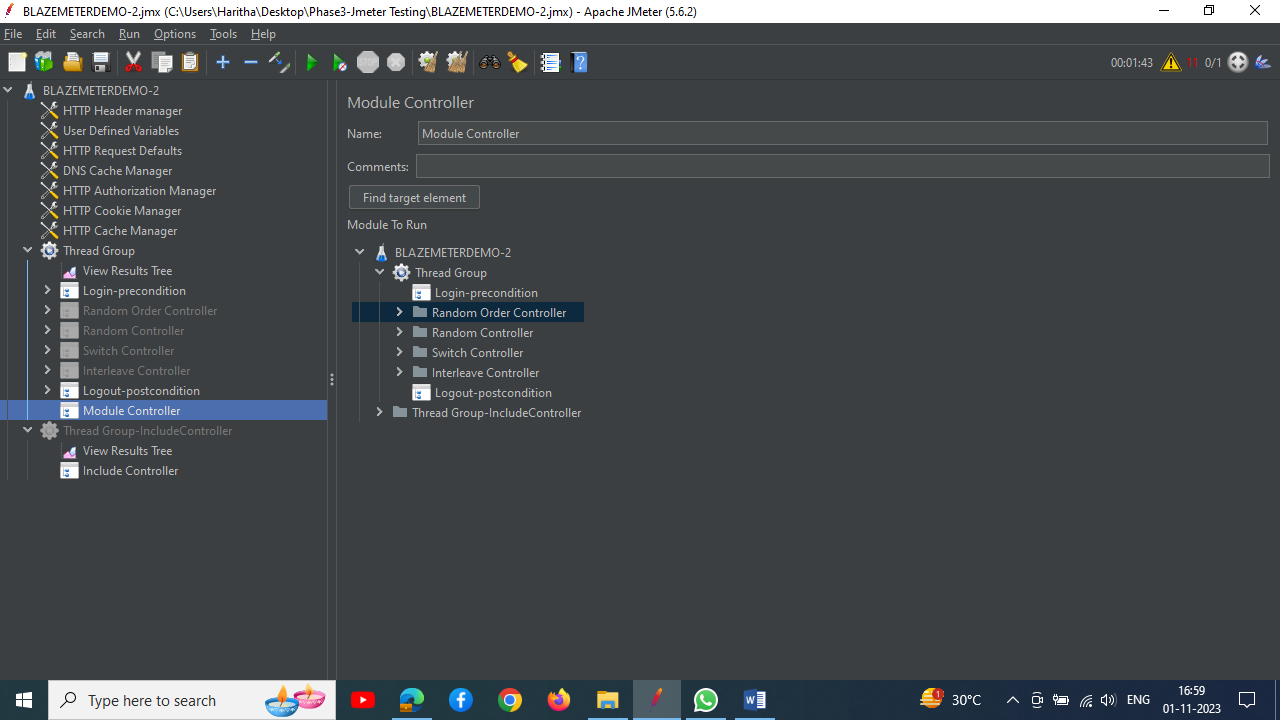 BLAZEMETERDEMO-2.jmx (C:\Users\Haritha\Desktop\Phase3-Jmeter Testing\BLAZEMETERDEMO-2.jmx) - Apache JMeter (5.6.2)
File Edit Search Run Options Tools Help
STOP 00:01:43 11 0/1
BLAZEMETERDEMO-2
HTTP Header manager
User Defined Variables
HTTP Request Defaults
DNS Cache Manager
HTTP Authorization Manager
HTTP Cookie Manager
HTTP Cache Manager
Thread Group
View Results Tree
Login-precondition
Random Order Controller
Random Controller
Switch Controller
Interleave Controller
Logout-postcondition
Module Controller
Thread Group-IncludeController
View Results Tree
Include Controller
Module Controller
Name: Module Controller
Comments:
Find target element
Module To Run
BLAZEMETERDEMO-2
Thread Group
Login-precondition
Random Order Controller
Random Controller
Switch Controller
Interleave Controller
Logout-postcondition
Thread Group-IncludeController
Type here to search
1 30°C ENG 16:59
01-11-2023